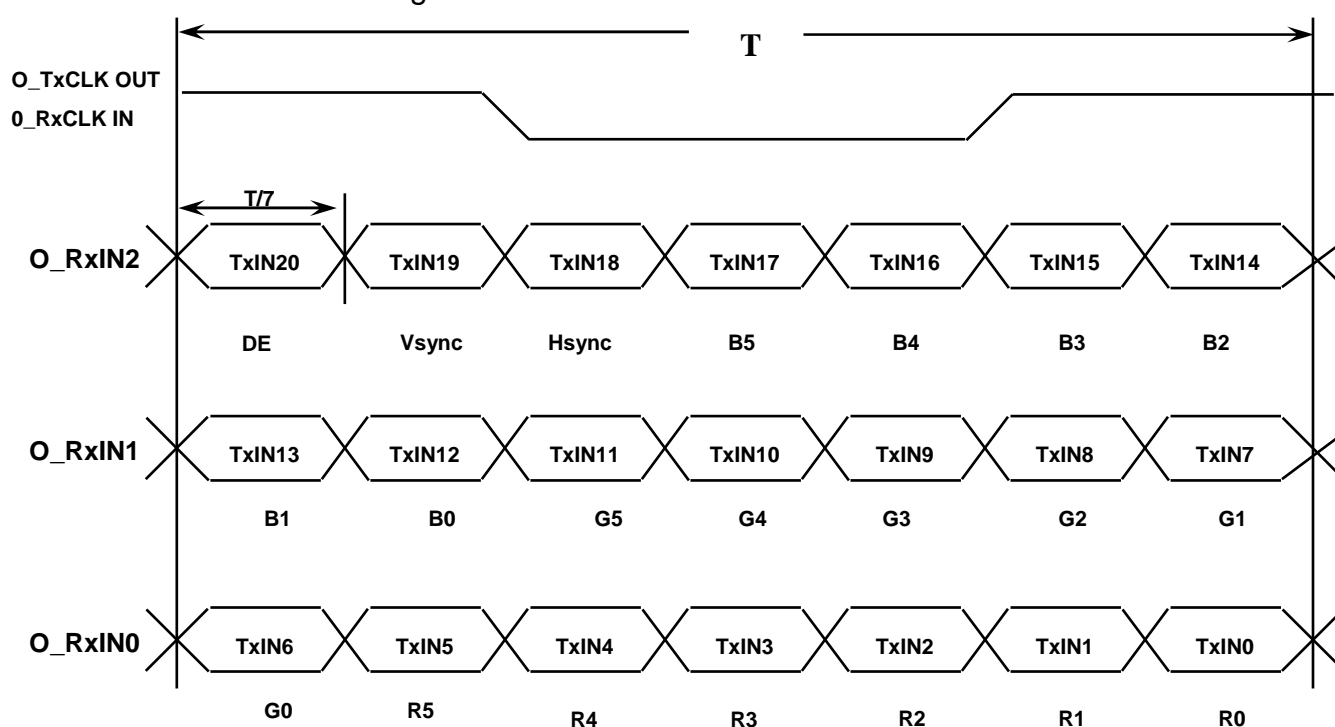 T
O_TxCLK OUT
0_RxCLK IN
T/7
O_RxIN2 TxIN20 TxIN19 TxIN18 TxIN17 TxIN16 TxIN15 TxIN14
DE Vsync Hsync B5 B4 B3 B2
O_RxIN1 TxIN13 TxIN12 TxIN11 TxIN10 TxIN9 TxIN8 TxIN7
B1 B0 G5 G4 G3 G2 G1
O_RxIN0 TxIN6 TxIN5 TxIN4 TxIN3 TxIN2 TxIN1 TxIN0
G0 R5 R4 R3 R2 R1 R0